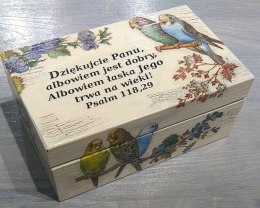 Dziękujcie Panu,
albowiem jest dobry,
Albowiem łaska Jego
trwa na wieki!
Psalm 118,29